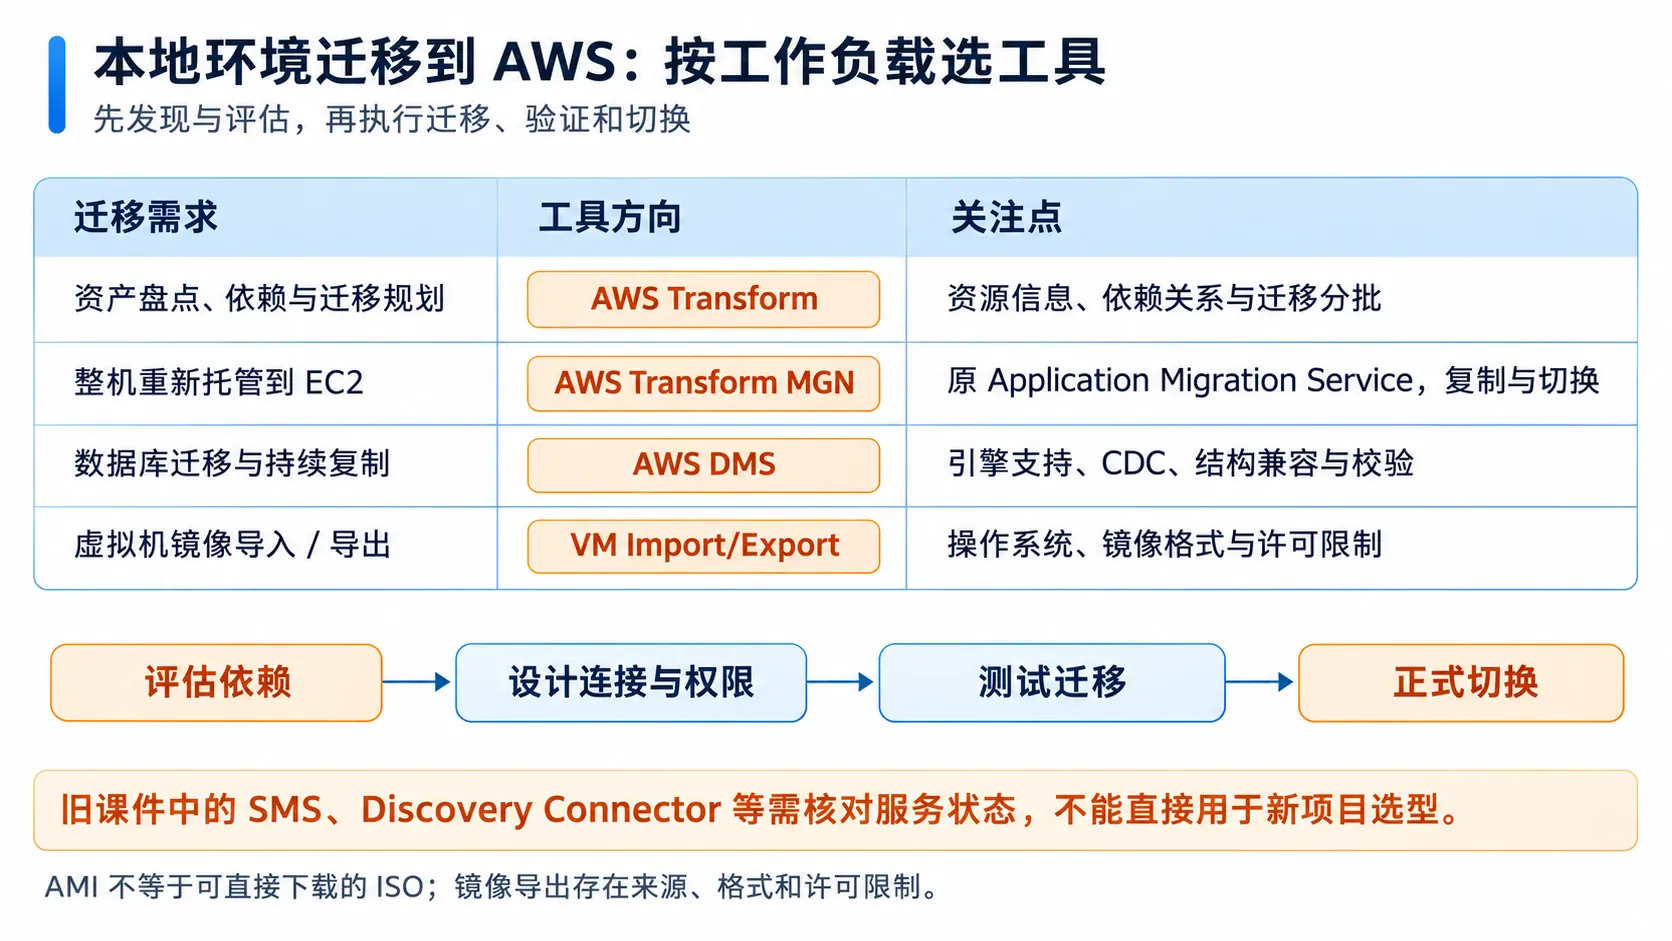 本地环境迁移到 AWS：按工作负载选工具
先发现与评估，再执行迁移、验证和切换
迁移需求 工具方向 关注点
资产盘点、依赖与迁移规划 AWS Transform 资源信息、依赖关系与迁移分批
整机重新托管到 EC2 AWS Transform MGN 原 Application Migration Service，复制与切换
数据库迁移与持续复制 AWS DMS 引擎支持、CDC、结构兼容与校验
虚拟机镜像导入 / 导出 VM Import/Export 操作系统、镜像格式与许可限制
评估依赖 设计连接与权限 测试迁移 正式切换
旧课件中的 SMS、Discovery Connector 等需核对服务状态，不能直接用于新项目选型。
AMI 不等于可直接下载的 ISO；镜像导出存在来源、格式和许可限制。